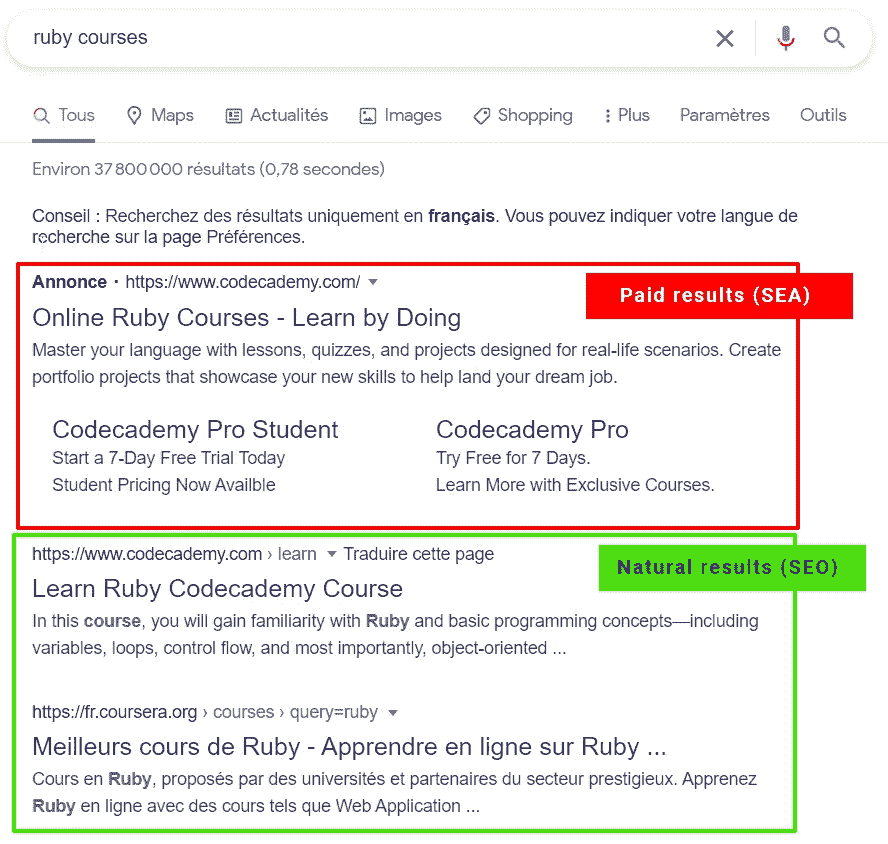 ruby courses
Tous Maps Actualités Images Shopping Plus Paramètres Outils
Environ 37 800 000 résultats (0,78 secondes)
Conseil : Recherchez des résultats uniquement en français. Vous pouvez indiquer votre langue de
recherche sur la page Préférences.
Annonce · https://www.codecademy.com/
Paid results (SEA)
Online Ruby Courses - Learn by Doing
Master your language with lessons, quizzes, and projects designed for real-life scenarios. Create
portfolio projects that showcase your new skills to help land your dream job.
Codecademy Pro Student
Start a 7-Day Free Trial Today
Student Pricing Now Availble
Codecademy Pro
Try Free for 7 Days.
Learn More with Exclusive Courses.
https://www.codecademy.com › learn Traduire cette page
Natural results (SEO)
Learn Ruby Codecademy Course
In this course, you will gain familiarity with Ruby and basic programming concepts—including
variables, loops, control flow, and most importantly, object-oriented ...
https://fr.coursera.org › courses › query=ruby
Meilleurs cours de Ruby - Apprendre en ligne sur Ruby ...
Cours en Ruby, proposés par des universités et partenaires du secteur prestigieux. Apprenez
Ruby en ligne avec des cours tels que Web Application ...